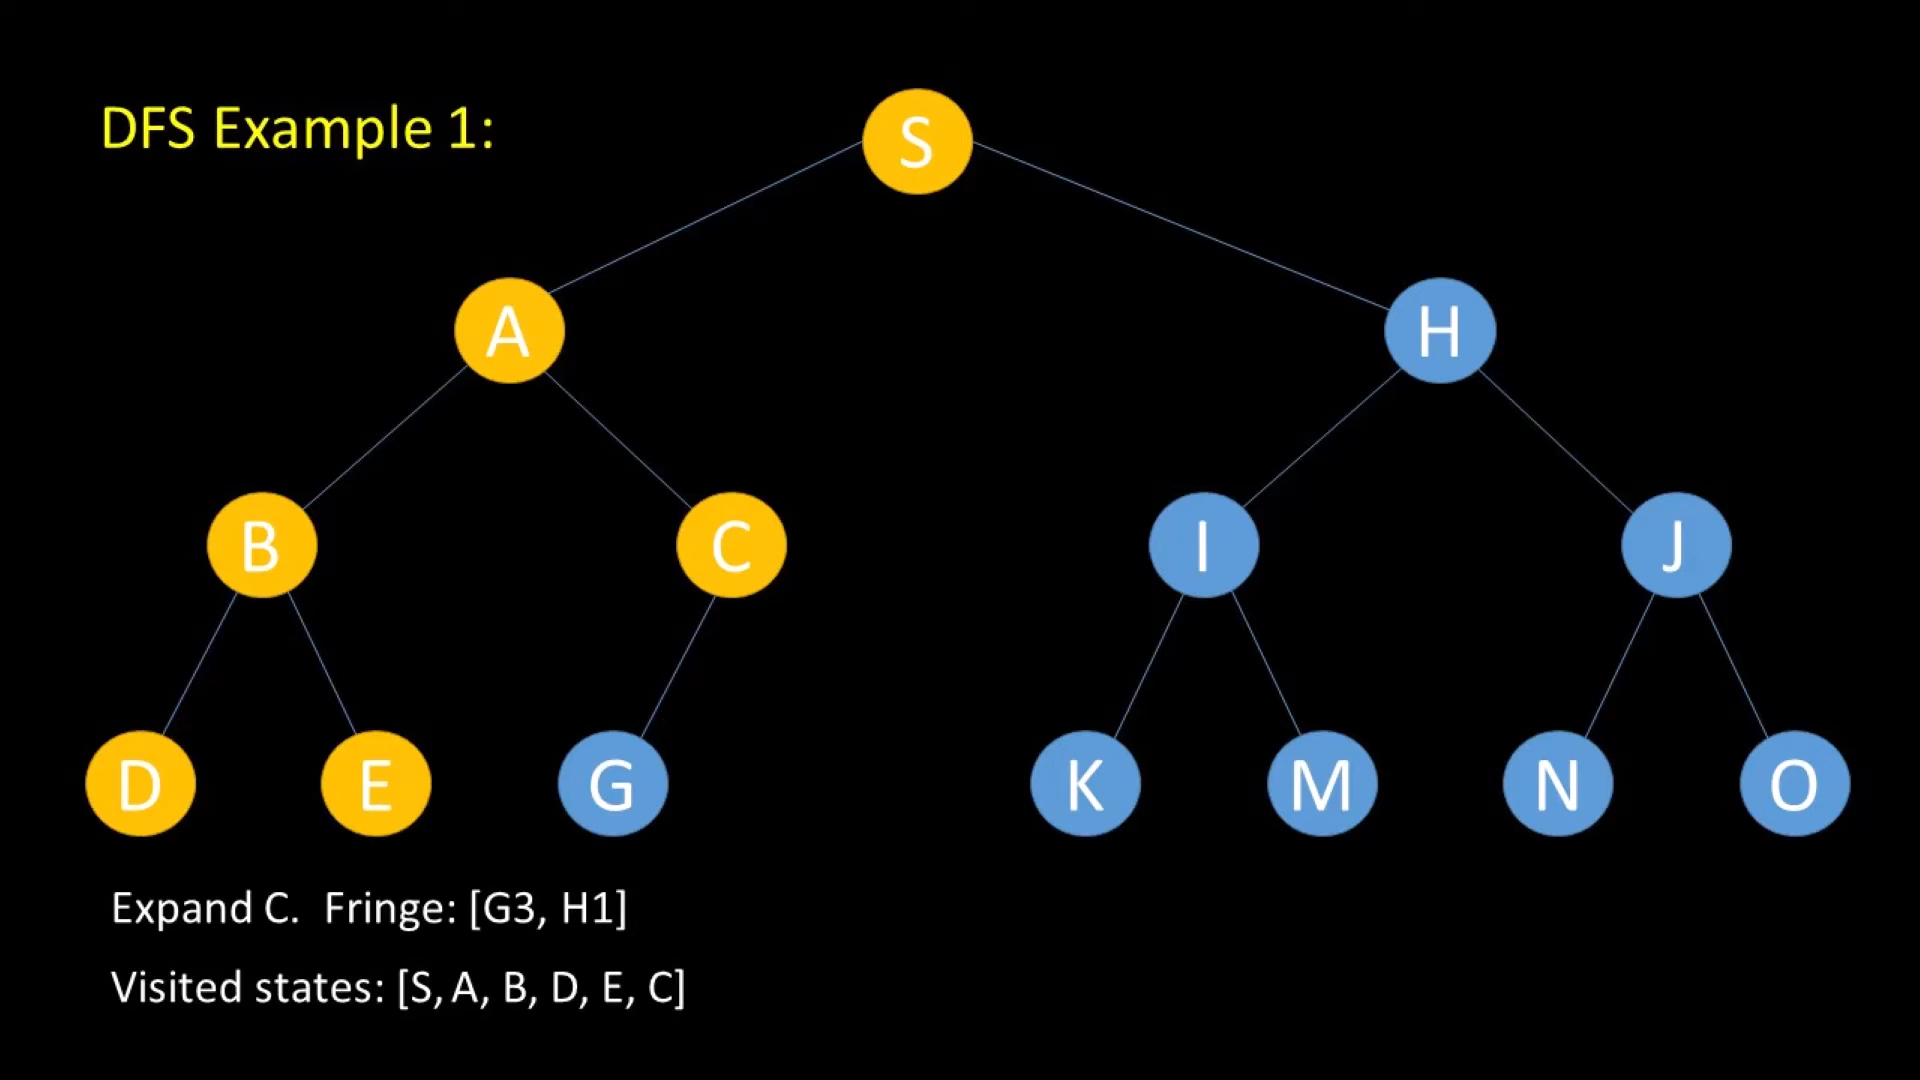 DFS Example 1:
S
A
H
B
C
I
J
D
E
G
K
M
N
O
Expand C. Fringe: [G3, H1]
Visited states: [S, A, B, D, E, C]